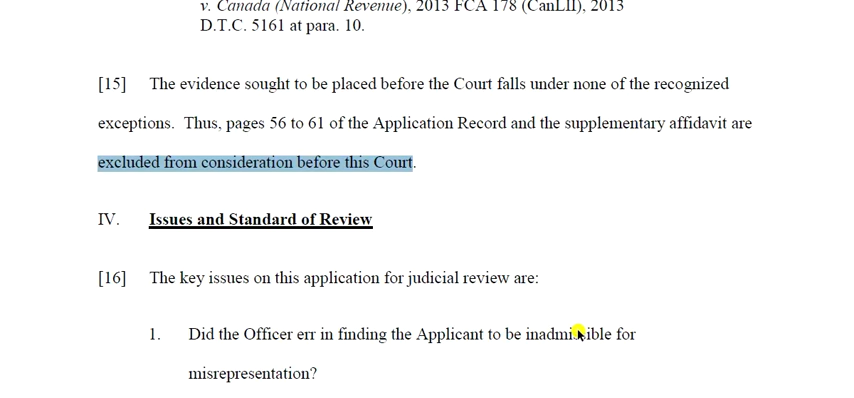 v. Canada (National Revenue), 2013 FCA 178 (CanLII), 2013
D.T.C. 5161 at para. 10.
[15] The evidence sought to be placed before the Court falls under none of the recognized
exceptions. Thus, pages 56 to 61 of the Application Record and the supplementary affidavit are
excluded from consideration before this Court.
IV. Issues and Standard of Review
[16] The key issues on this application for judicial review are:
1. Did the Officer err in finding the Applicant to be inadmissible for
misrepresentation?